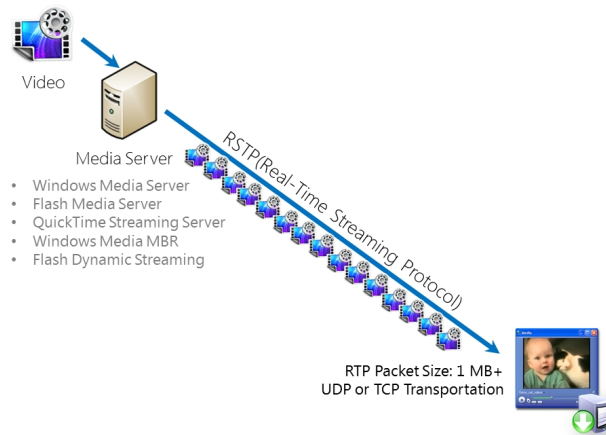 Video
Media Server
• Windows Media Server
• Flash Media Server
• QuickTime Streaming Server
• Windows Media MBR
• Flash Dynamic Streaming
RSTP(Real-Time Streaming Protocol)
RTP Packet Size: 1 MB+
UDP or TCP Transportation